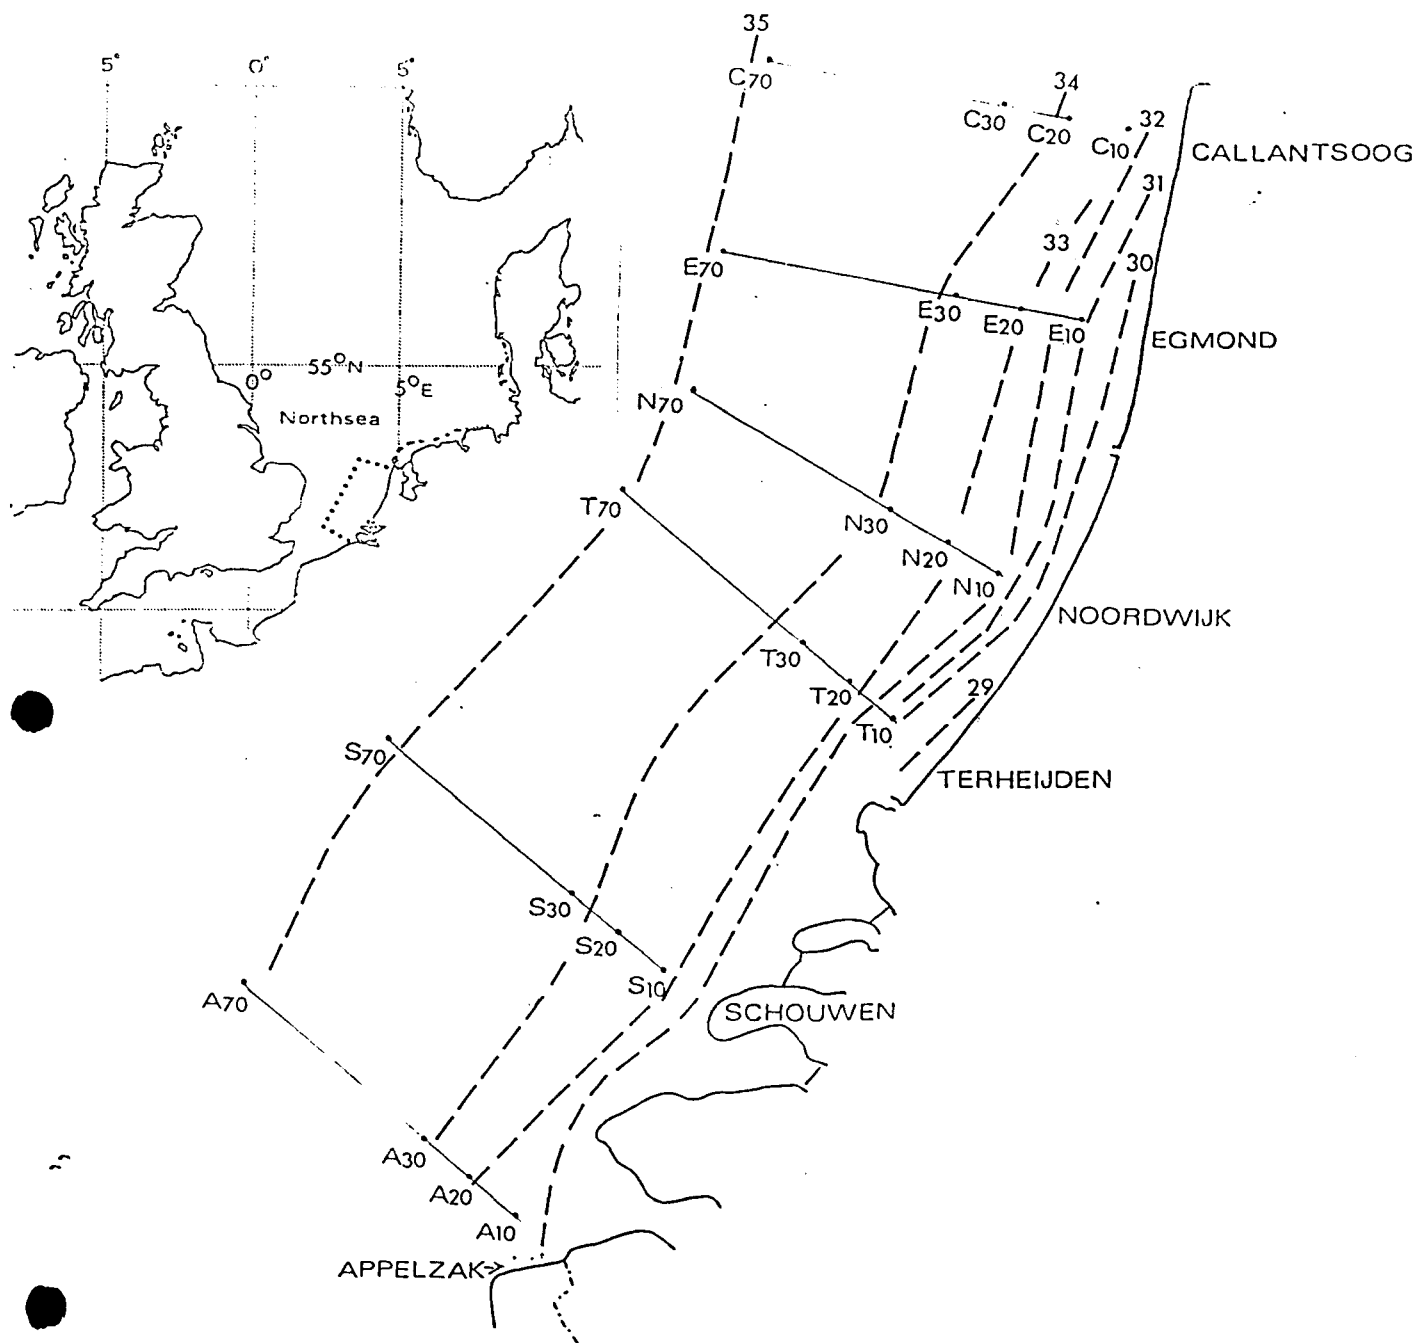 35
5° 0° 5°
C70
34
C30 C20 C10 32
CALLANTSOOG
31
33
30
E70
E30 E20 E10
EGMOND
55°N
0° 5°E
Northsea
N70
T70
N30
N20
N10
NOORDWIJK
T30
T20
29
T10
S70
TERHEIJDEN
S30
S20
S10
A70
SCHOUWEN
A30
A20
A10
APPELZAK